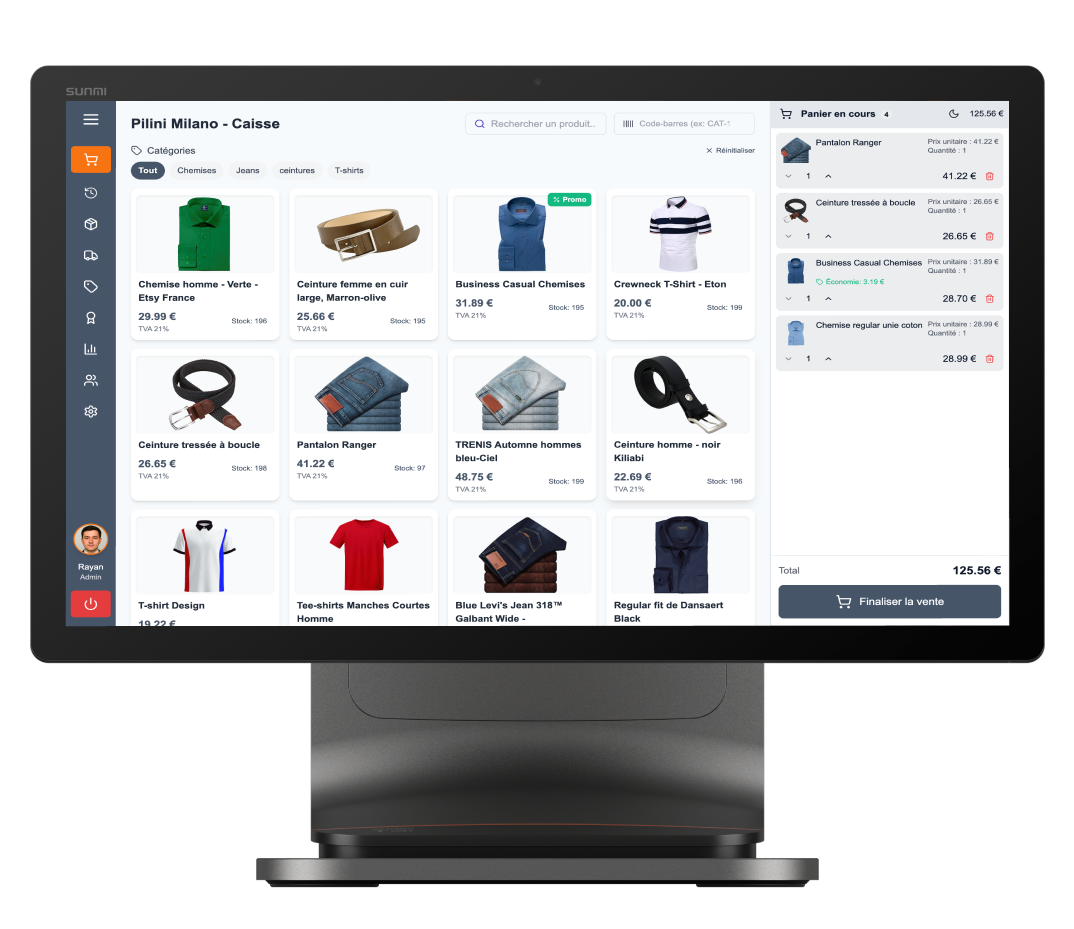 SUNMI
Pilini Milano - Caisse
Rechercher un produit..
Code-barres (ex: CAT-1
Catégories
Réinitialiser
Tout
Chemises
Jeans
ceintures
T-shirts
Promo
Chemise homme - Verte -
Etsy France
29.99 €
TVA 21%
Stock: 196
Ceinture femme en cuir
large, Marron-olive
25.66 €
TVA 21%
Stock: 195
Business Casual Chemises
31.89 €
TVA 21%
Stock: 195
Crewneck T-Shirt - Eton
20.00 €
TVA 21%
Stock: 199
Ceinture tressée à boucle
26.65 €
TVA 21%
Stock: 198
Pantalon Ranger
41.22 €
TVA 21%
Stock: 97
TRENIS Automne hommes
bleu-Ciel
48.75 €
TVA 21%
Stock: 199
Ceinture homme - noir
Kiliabi
22.69 €
TVA 21%
Stock: 196
T-shirt Design
19.22 €
Tee-shirts Manches Courtes
Homme
Blue Levi's Jean 318™
Galbant Wide -
Regular fit de Dansaert
Black
Rayan
Admin
Panier en cours 4
125.56 €
Pantalon Ranger
Prix unitaire : 41.22 €
Quantité : 1
1
41.22 €
Ceinture tressée à boucle
Prix unitaire : 26.65 €
Quantité : 1
1
26.65 €
Business Casual Chemises
Prix unitaire : 31.89 €
Quantité : 1
Économie: 3.19 €
1
28.70 €
Chemise regular unie coton
Prix unitaire : 28.99 €
Quantité : 1
1
28.99 €
Total
125.56 €
Finaliser la vente